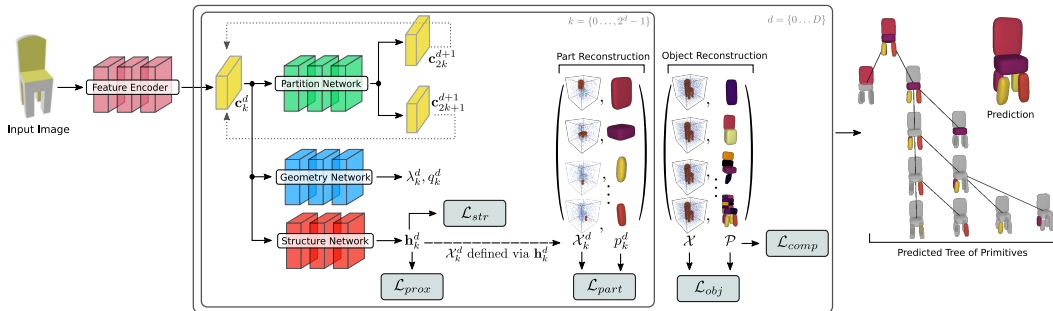 k = {0 … , 2^d − 1}
d = {0 … D}
Input Image
Feature Encoder
c_k^d
Partition Network
c_{2k}^{d+1}
c_{2k+1}^{d+1}
Geometry Network
λ_k^d, q_k^d
Structure Network
h_k^d
L_str
L_prox
X_k^d defined via h_k^d
Part Reconstruction
,
,
,
,
X_k^d
p_k^d
L_part
Object Reconstruction
,
,
,
,
X
P
L_comp
L_obj
Prediction
Predicted Tree of Primitives